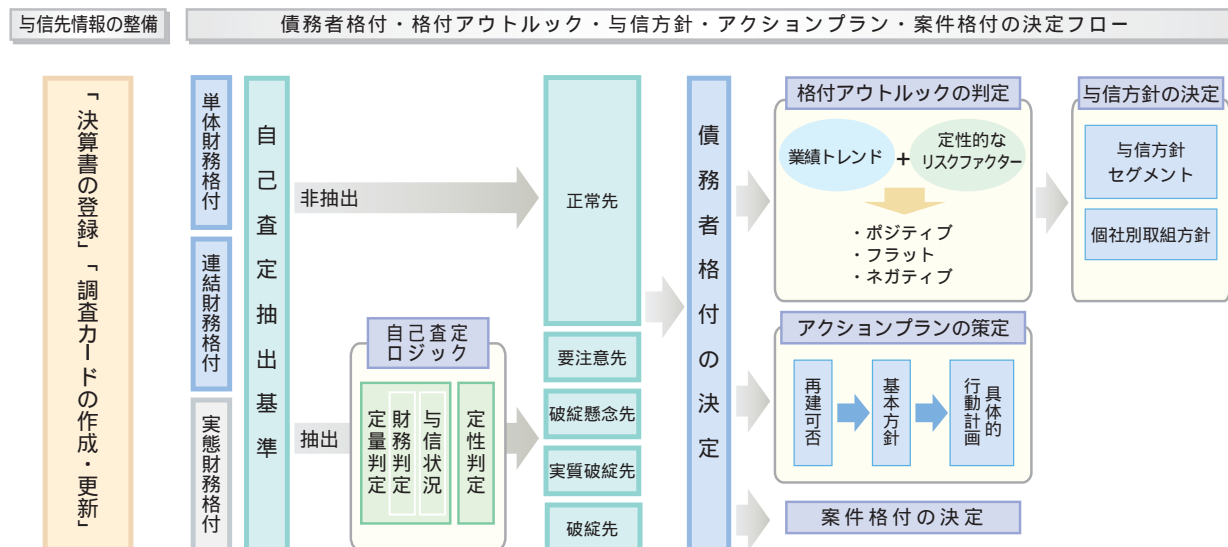 与信先情報の整備
債務者格付・格付アウトルック・与信方針・アクションプラン・案件格付の決定フロー
「決算書の登録」「調査カードの作成・更新」
単体財務格付
連結財務格付
実態財務格付
自己査定抽出基準
非抽出
抽出
自己査定
ロジック
定量判定
財務判定
与信状況
定性判定
正常先
要注意先
破綻懸念先
実質破綻先
破綻先
債務者格付の決定
格付アウトルックの判定
業績トレンド
+
定性的な
リスクファクター
・ポジティブ
・フラット
・ネガティブ
与信方針の決定
与信方針
セグメント
個社別取組方針
アクションプランの策定
再建可否
基本方針
具体的
行動計画
案件格付の決定